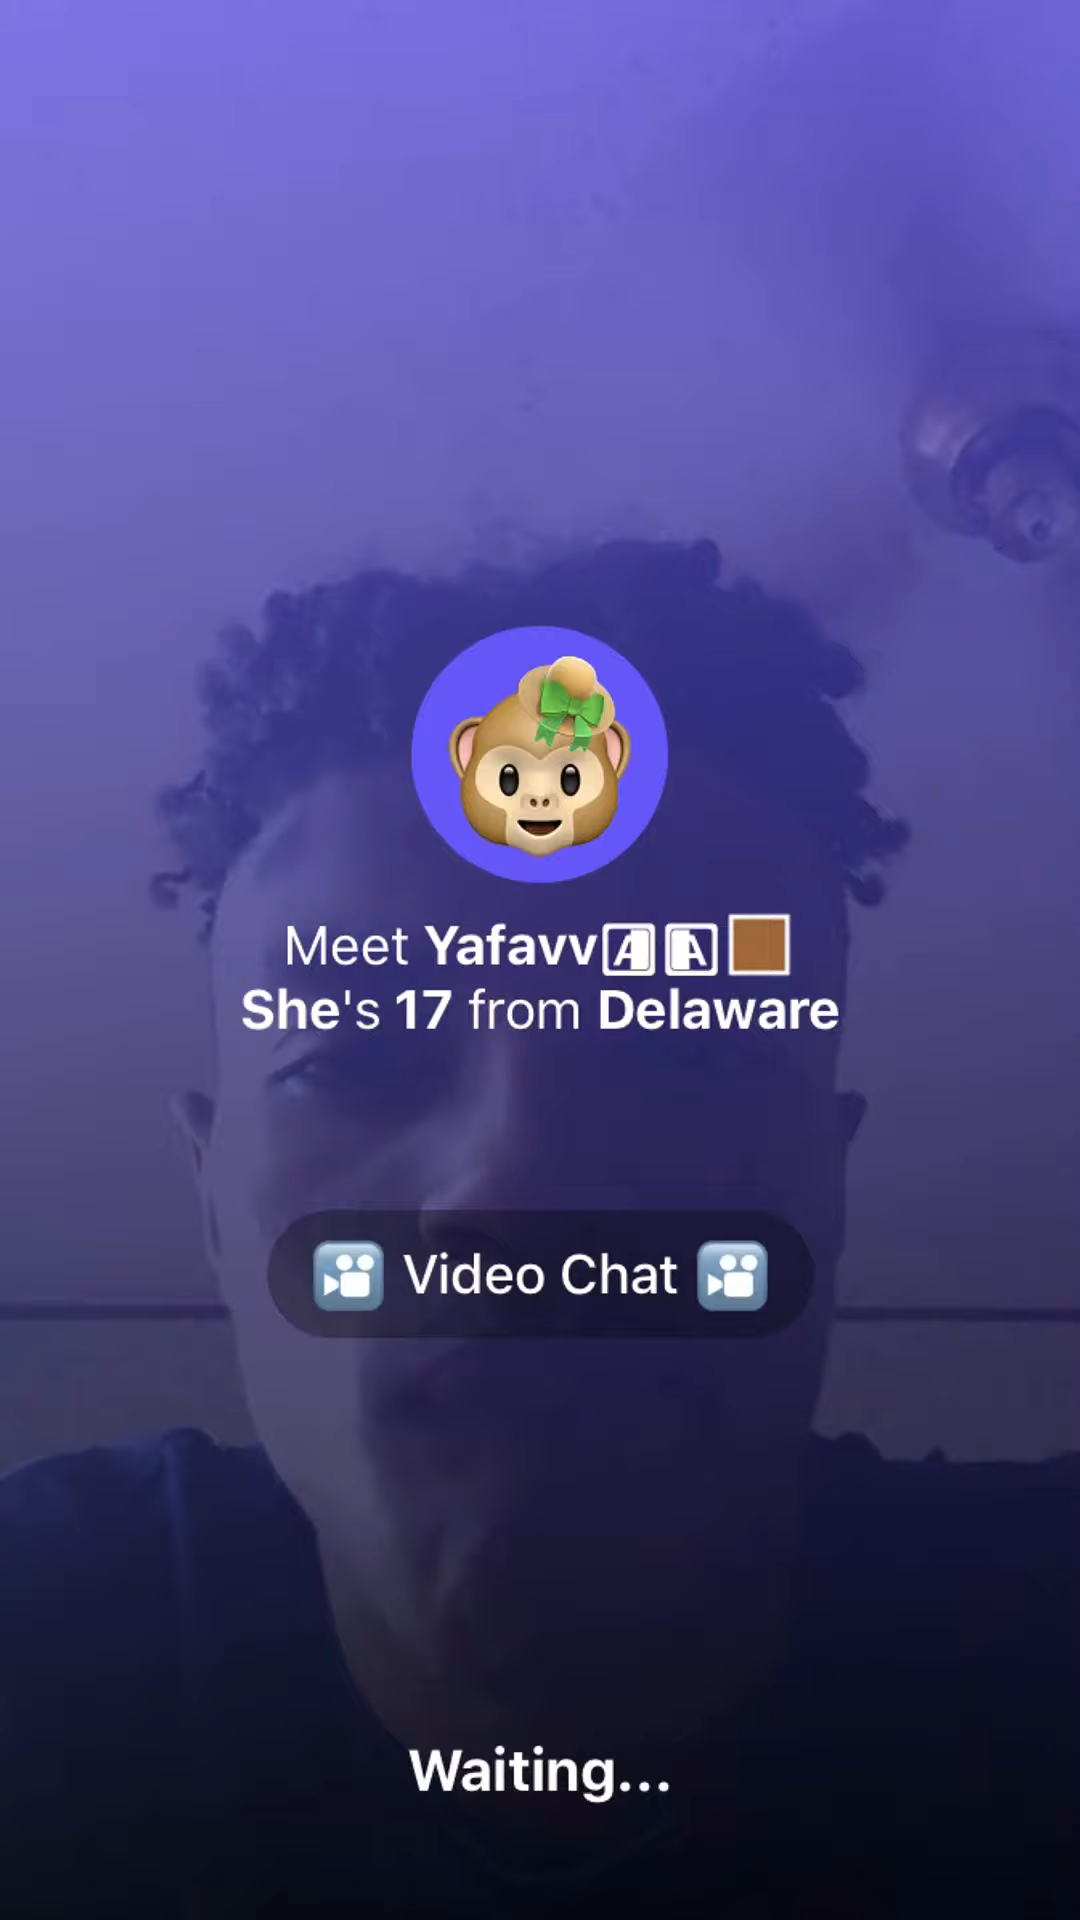 Meet Yafavv
She's 17 from Delaware
🎦 Video Chat 🎦
Waiting...